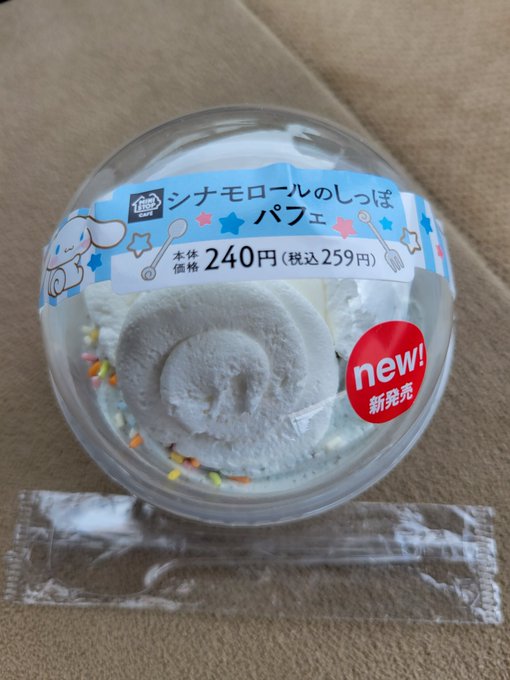 MINI
STOP
CAFE
シナモロールのしっぽ
パフェ
本体
価格 240円(税込259円)
new!
新発売